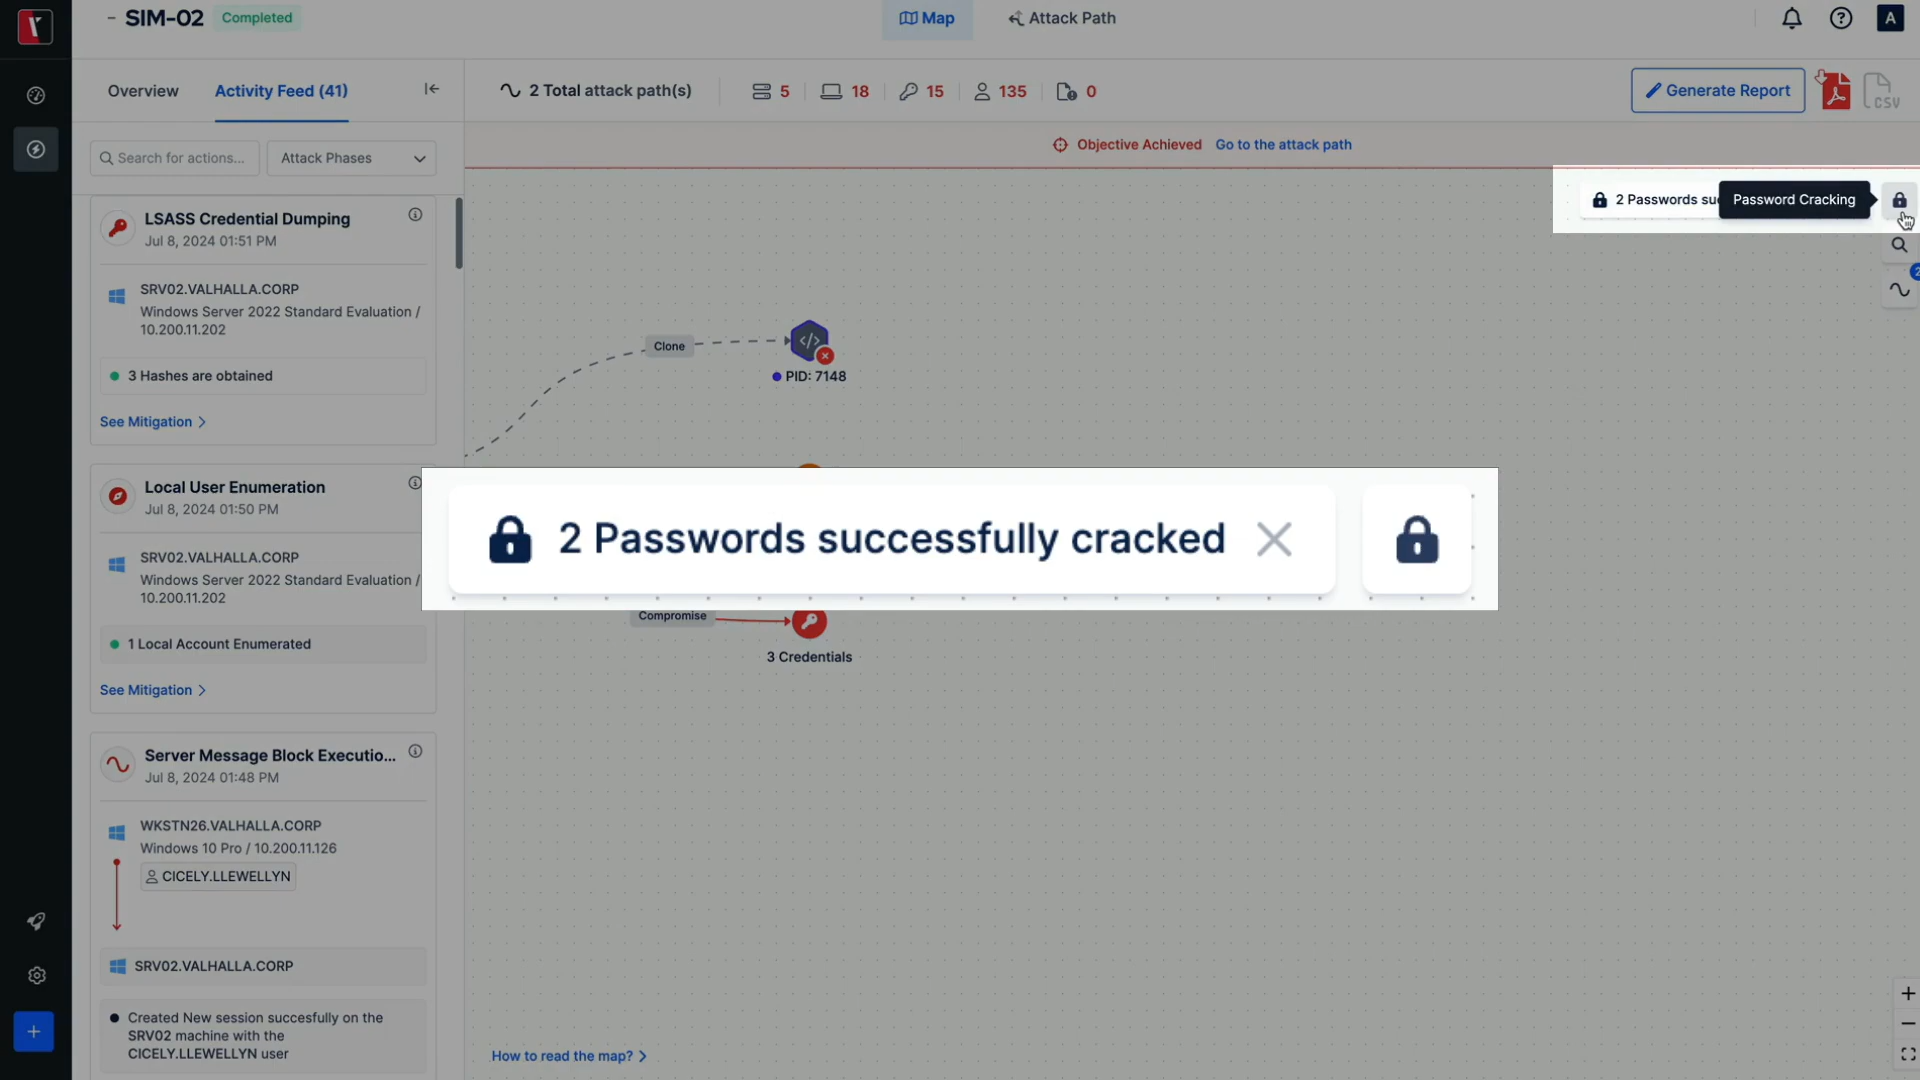 SIM-02 Completed
Map
Attack Path
A
Overview
Activity Feed (41)
2 Total attack path(s)
5
18
15
135
0
Generate Report
CSV
Search for actions...
Attack Phases
Objective Achieved Go to the attack path
LSASS Credential Dumping
Jul 8, 2024 01:51 PM
SRV02.VALHALLA.CORP
Windows Server 2022 Standard Evaluation /
10.200.11.202
3 Hashes are obtained
See Mitigation
Local User Enumeration
Jul 8, 2024 01:50 PM
SRV02.VALHALLA.CORP
Windows Server 2022 Standard Evaluation /
10.200.11.202
1 Local Account Enumerated
See Mitigation
Server Message Block Executio...
Jul 8, 2024 01:48 PM
WKSTN26.VALHALLA.CORP
Windows 10 Pro / 10.200.11.126
CICELY.LLEWELLYN
SRV02.VALHALLA.CORP
Created New session succesfully on the
SRV02 machine with the
CICELY.LLEWELLYN user
2 Passwords suc
Password Cracking
2
Clone
PID: 7148
2 Passwords successfully cracked
Compromise
3 Credentials
How to read the map?